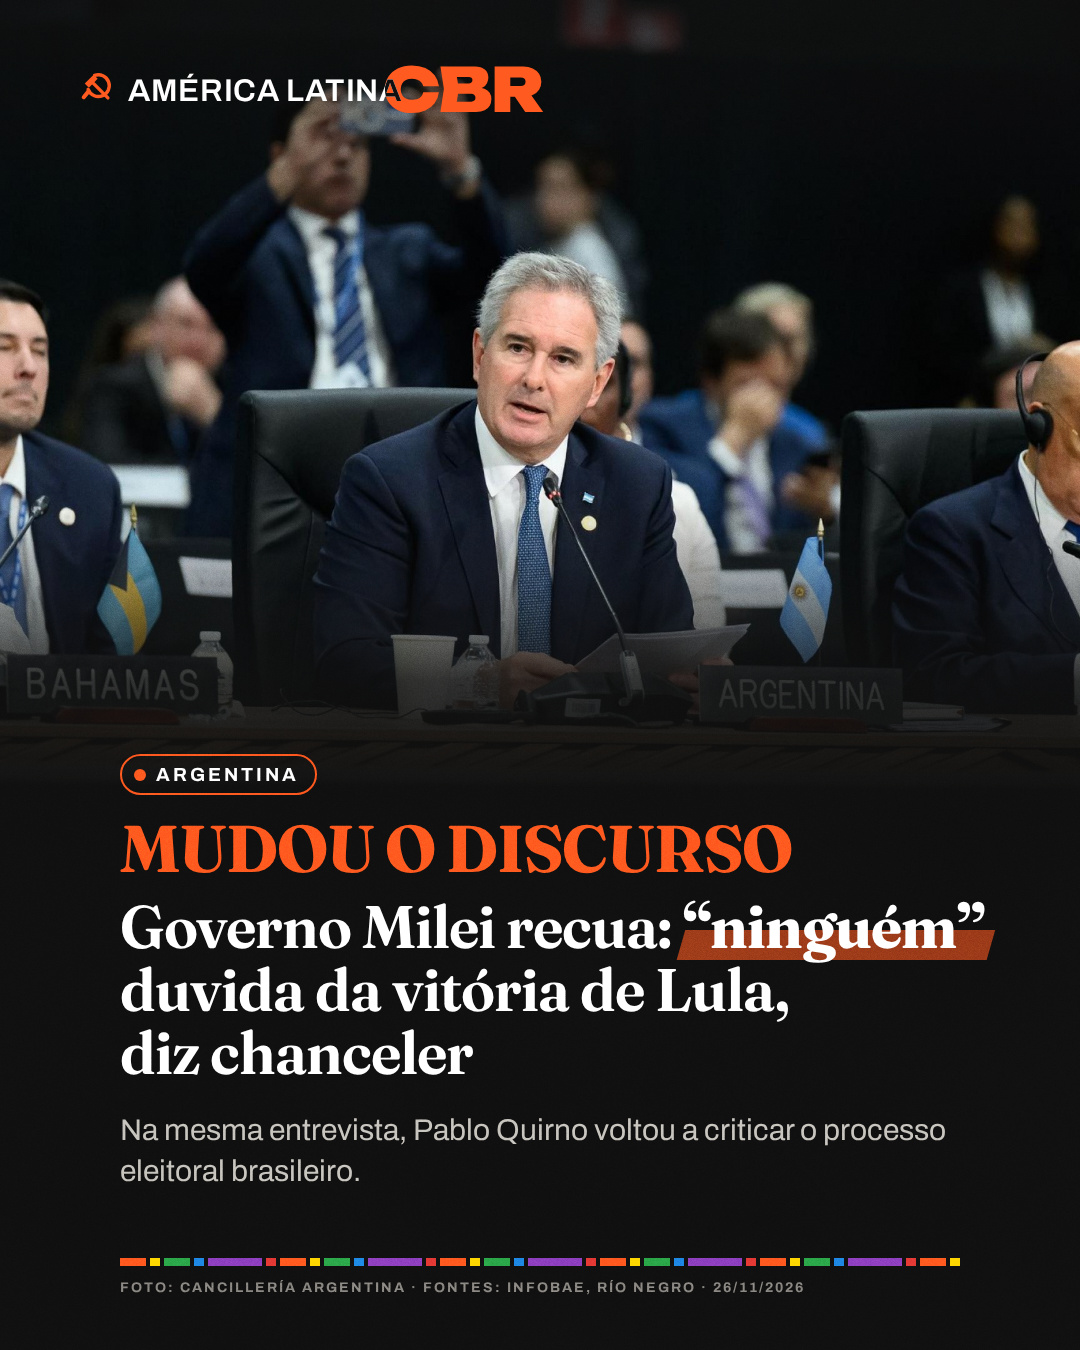 AMÉRICA LATINA CBR
BAHAMAS
ARGENTINA
ARGENTINA
MUDOU O DISCURSO
Governo Milei recua: “ninguém”
duvida da vitória de Lula,
diz chanceler
Na mesma entrevista, Pablo Quirno voltou a criticar o processo
eleitoral brasileiro.
FOTO: CANCILLERÍA ARGENTINA · FONTES: INFOBAE, RÍO NEGRO · 26/11/2026